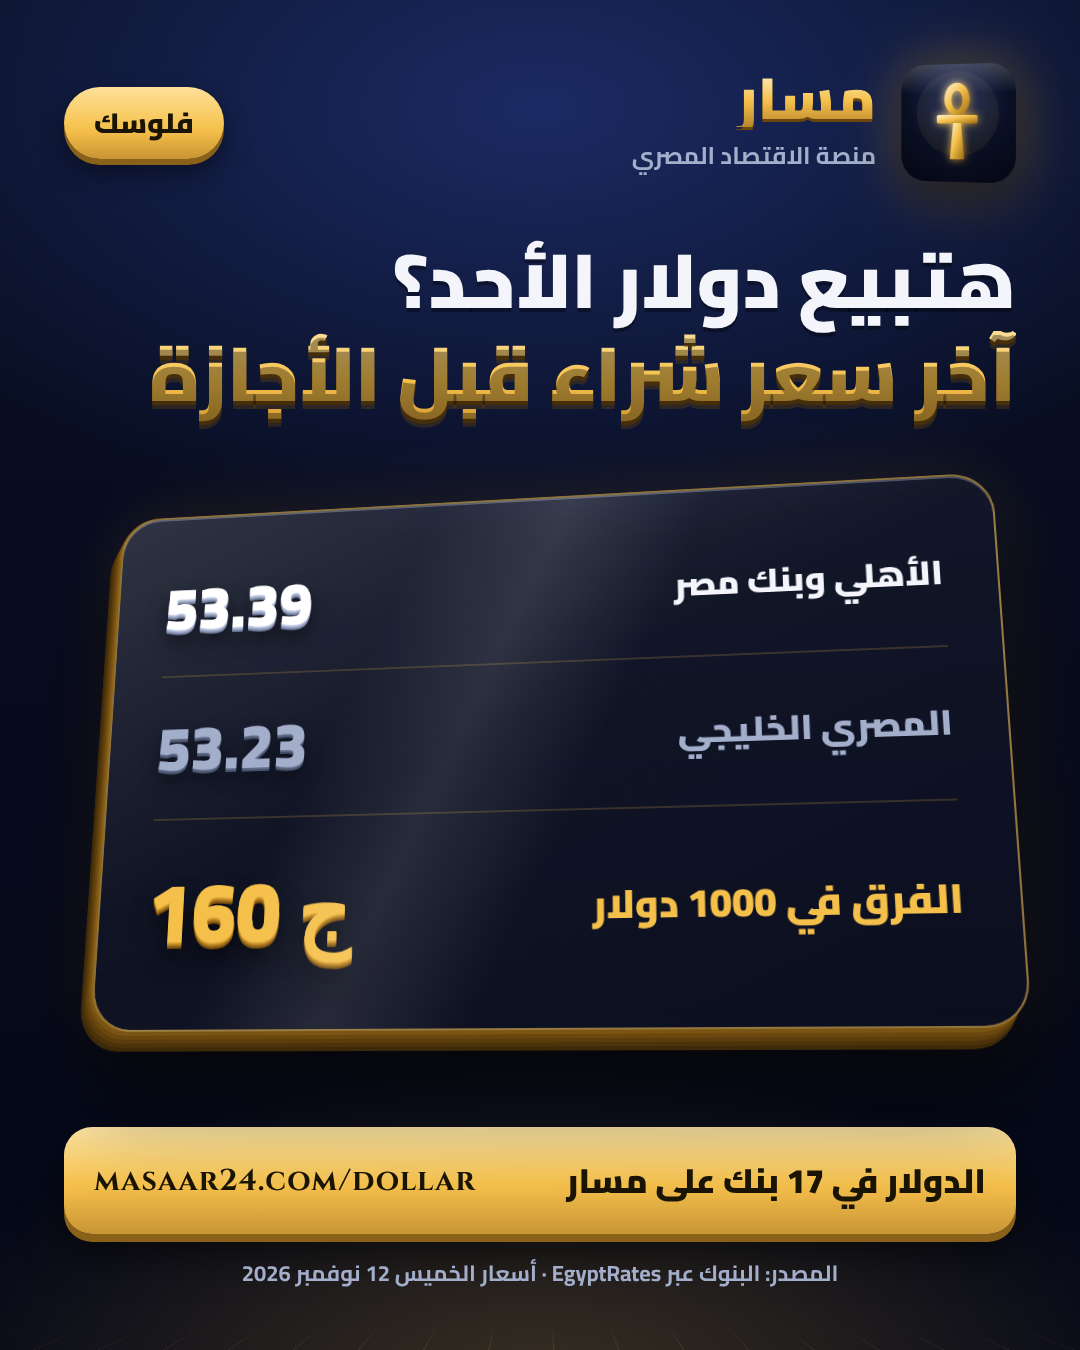 مسار
منصة الاقتصاد المصري
فلوسك
هتبيع دولار الأحد؟
آخر سعر شراء قبل الأجازة
الأهلي وبنك مصر 53.39
المصري الخليجي 53.23
الفرق في 1000 دولار 160 ج
الدولار في 17 بنك على مسار MASAAR24.COM/DOLLAR
المصدر: البنوك عبر EgyptRates · أسعار الخميس 12 نوفمبر 2026